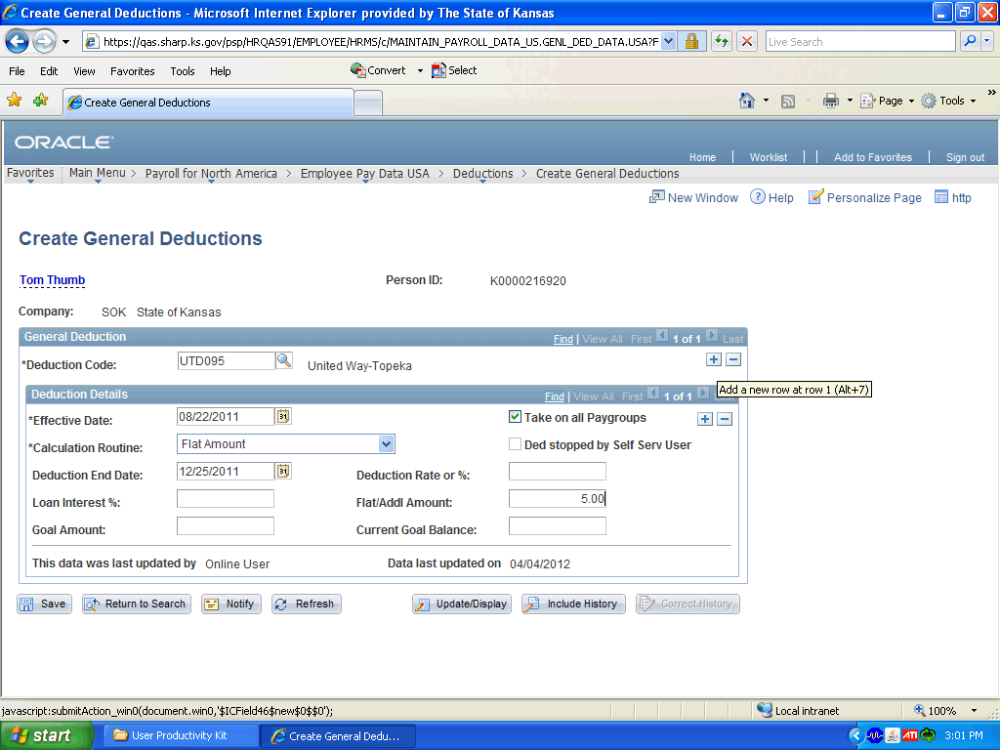 Create General Deductions - Microsoft Internet Explorer provided by The State of Kansas
https://qas.sharp.ks.gov/psp/HRQAS91/EMPLOYEE/HRMS/c/MAINTAIN_PAYROLL_DATA_US.GENL_DED_DATA.USA?F
Live Search
File Edit View Favorites Tools Help Convert Select
Create General Deductions
Page Tools »
ORACLE
Home | Worklist | | Add to Favorites | Sign out
Favorites Main Menu > Payroll for North America > Employee Pay Data USA > Deductions > Create General Deductions
New Window ? Help Personalize Page http
Create General Deductions
Tom Thumb Person ID: K0000216920
Company: SOK State of Kansas
General Deduction Find | View All First 1 of 1 Last
*Deduction Code: UTD095 United Way-Topeka
Add a new row at row 1 (Alt+7)
Deduction Details Find | View All First 1 of 1
*Effective Date: 08/22/2011 31 Take on all Paygroups
*Calculation Routine: Flat Amount Ded stopped by Self Serv User
Deduction End Date: 12/25/2011 31 Deduction Rate or %:
Loan Interest %: Flat/Addl Amount: 5.00
Goal Amount: Current Goal Balance:
This data was last updated by Online User Data last updated on 04/04/2012
Save Return to Search Notify Refresh Update/Display Include History Correct History
javascript:submitAction_win0(document.win0,'$ICField46$new$0$$0');
Local intranet 100%
start User Productivity Kit Create General Dedu... ATI 3:01 PM